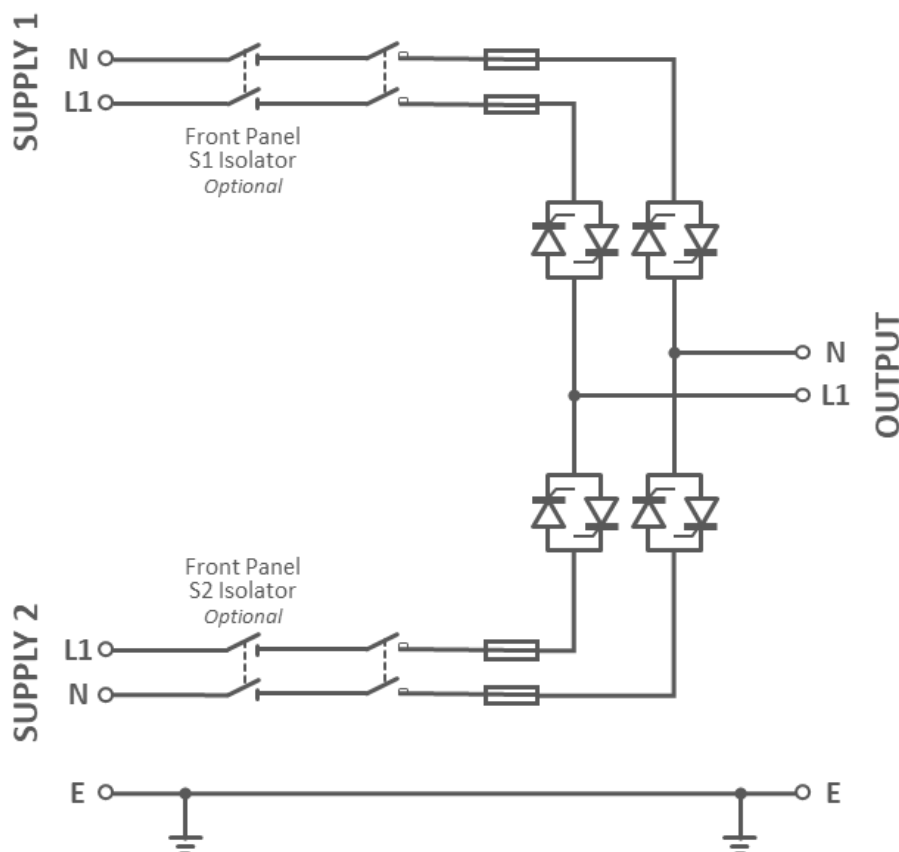 SUPPLY 1
N
L1
Front Panel
S1 Isolator
Optional
N
L1
OUTPUT
Front Panel
S2 Isolator
Optional
SUPPLY 2
L1
N
E
E